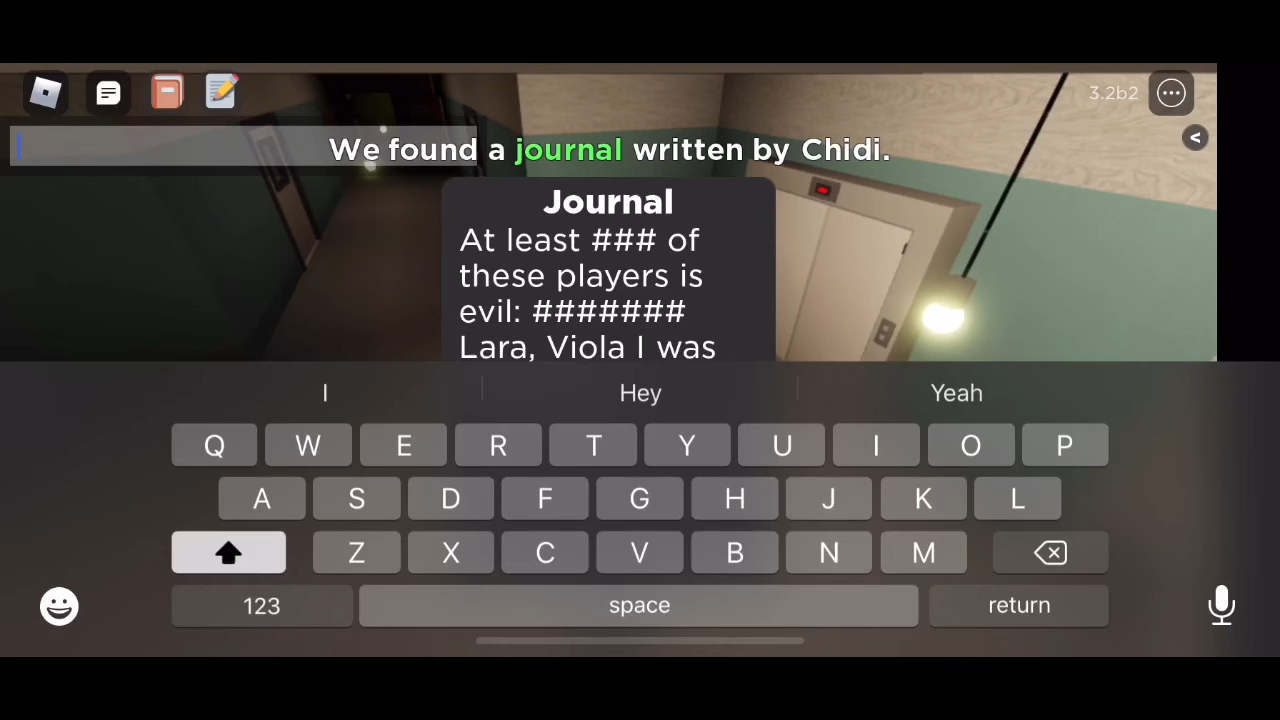 3.2b2
<
We found a journal written by Chidi.
Journal
At least ### of
these players is
evil: #######
Lara, Viola I was
I Hey Yeah
Q W E R T Y U I O P
A S D F G H J K L
Z X C V B N M
123 space return